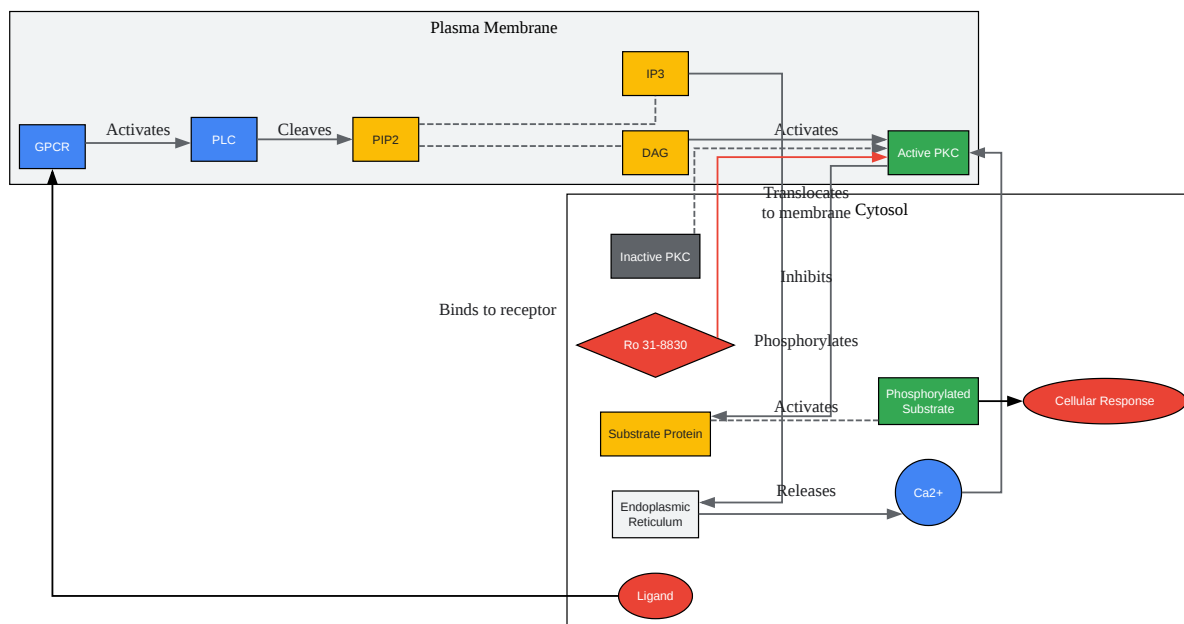 Plasma Membrane
IP3
GPCR
Activates
PLC
Cleaves
PIP2
DAG
Activates
Active PKC
Translocates
to membrane
Cytosol
Inactive PKC
Inhibits
Binds to receptor
Ro 31-8830
Phosphorylates
Phosphorylated
Substrate
Cellular Response
Activates
Substrate Protein
Releases
Endoplasmic
Reticulum
Ca2+
Ligand